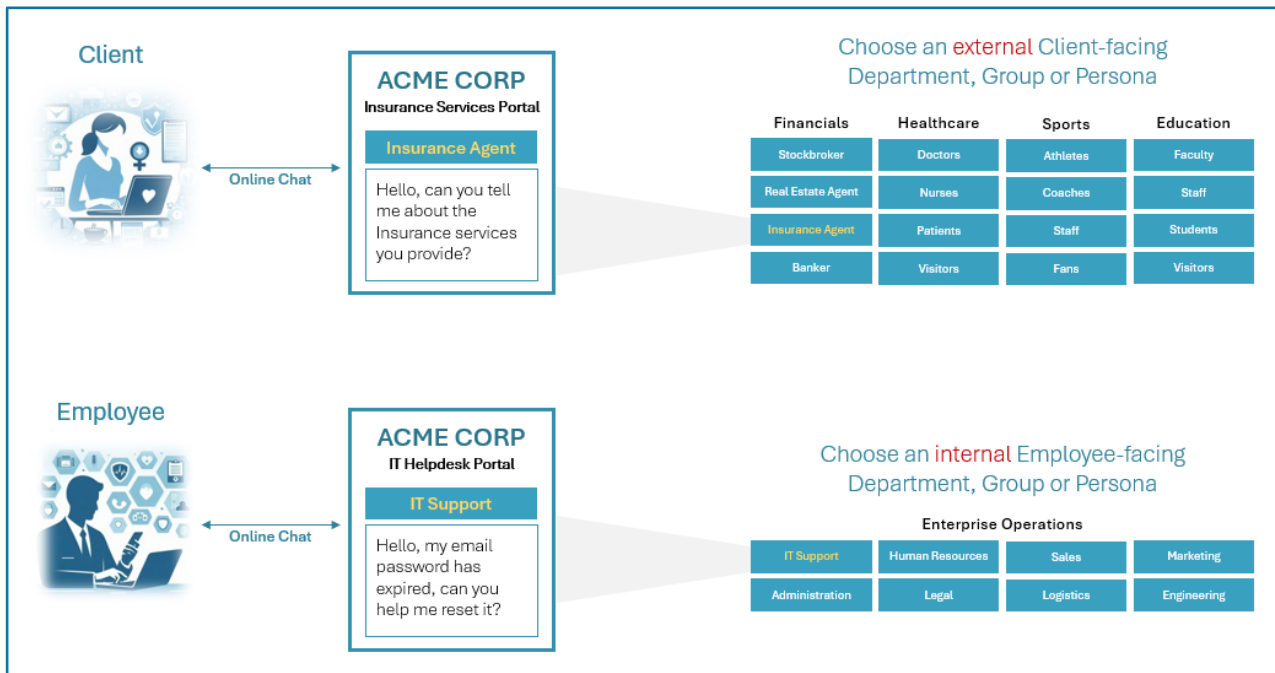 Client
Online Chat
ACME CORP
Insurance Services Portal
Insurance Agent
Hello, can you tell
me about the
Insurance services
you provide?
Choose an external Client-facing
Department, Group or Persona
Financials Healthcare Sports Education
Stockbroker Doctors Athletes Faculty
Real Estate Agent Nurses Coaches Staff
Insurance Agent Patients Staff Students
Banker Visitors Fans Visitors
Employee
Online Chat
ACME CORP
IT Helpdesk Portal
IT Support
Hello, my email
password has
expired, can you
help me reset it?
Choose an internal Employee-facing
Department, Group or Persona
Enterprise Operations
IT Support Human Resources Sales Marketing
Administration Legal Logistics Engineering